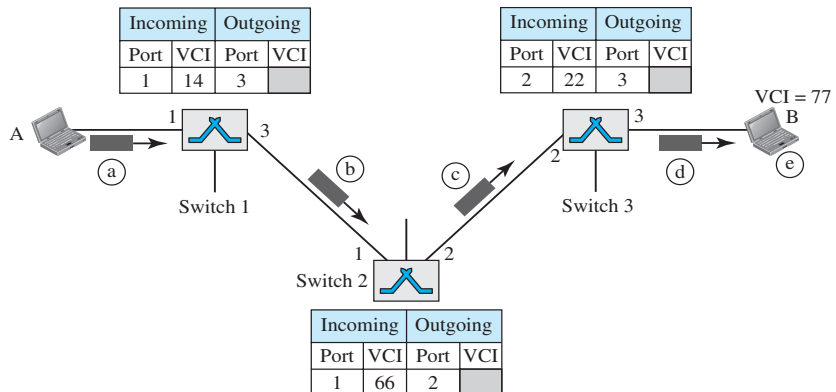 Incoming Outgoing
Port VCI Port VCI
1 14 3
Incoming Outgoing
Port VCI Port VCI
2 22 3
VCI = 77
A
1
3
3
B
a
b
c
2
d
e
Switch 1
Switch 3
1
2
Switch 2
Incoming Outgoing
Port VCI Port VCI
1 66 2